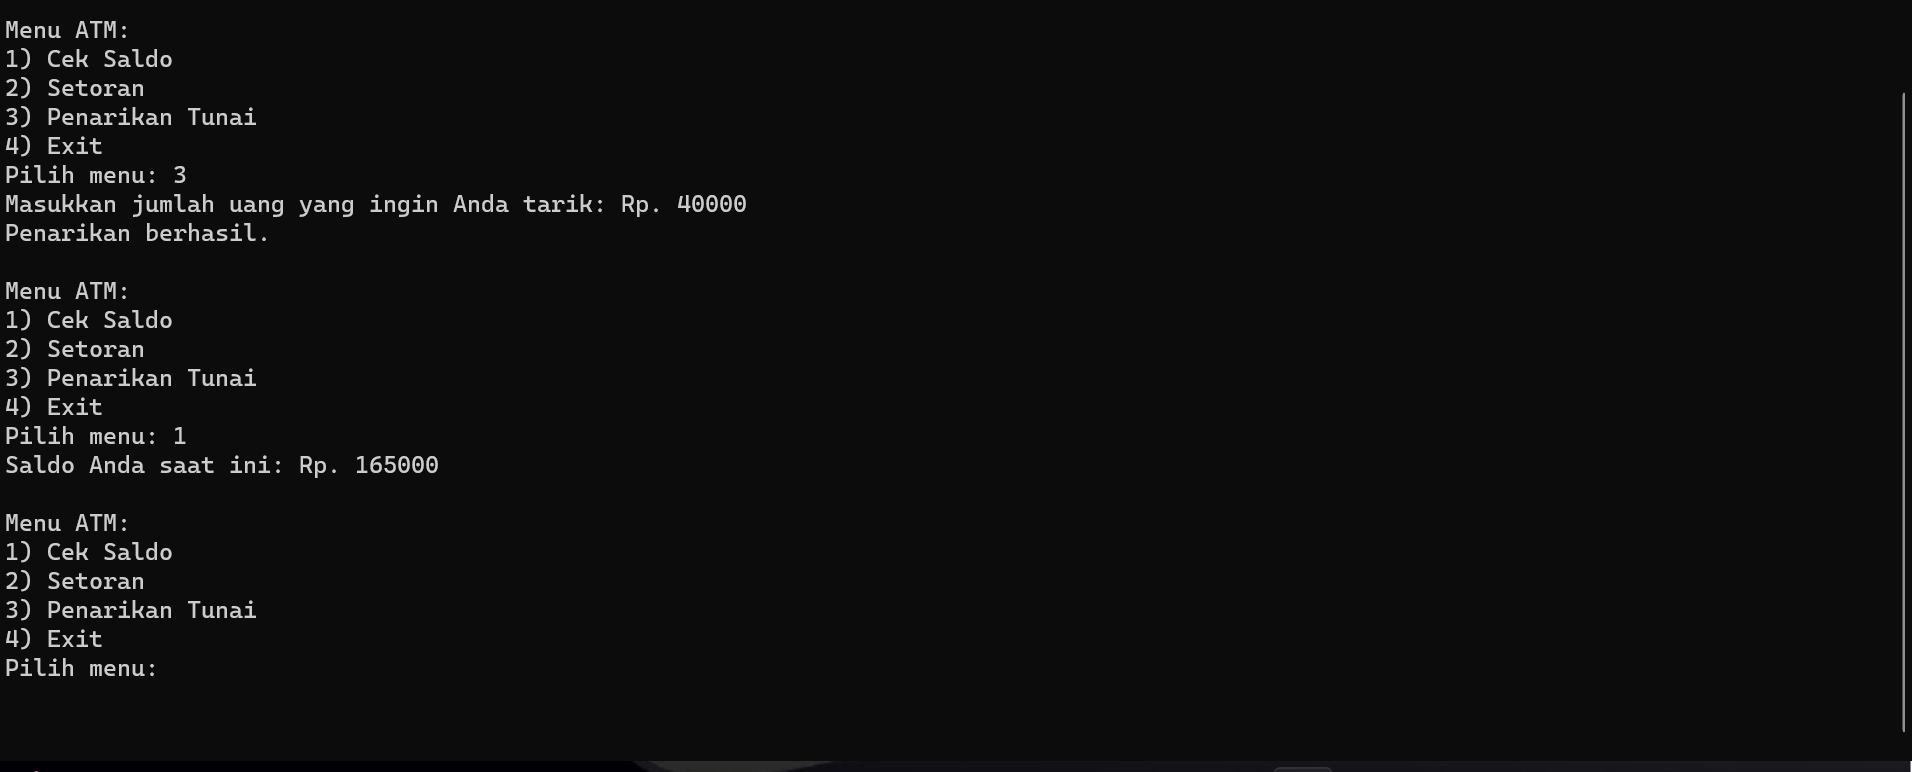 Menu ATM:
1) Cek Saldo
2) Setoran
3) Penarikan Tunai
4) Exit
Pilih menu: 3
Masukkan jumlah uang yang ingin Anda tarik: Rp. 40000
Penarikan berhasil.
Menu ATM:
1) Cek Saldo
2) Setoran
3) Penarikan Tunai
4) Exit
Pilih menu: 1
Saldo Anda saat ini: Rp. 165000
Menu ATM:
1) Cek Saldo
2) Setoran
3) Penarikan Tunai
4) Exit
Pilih menu: